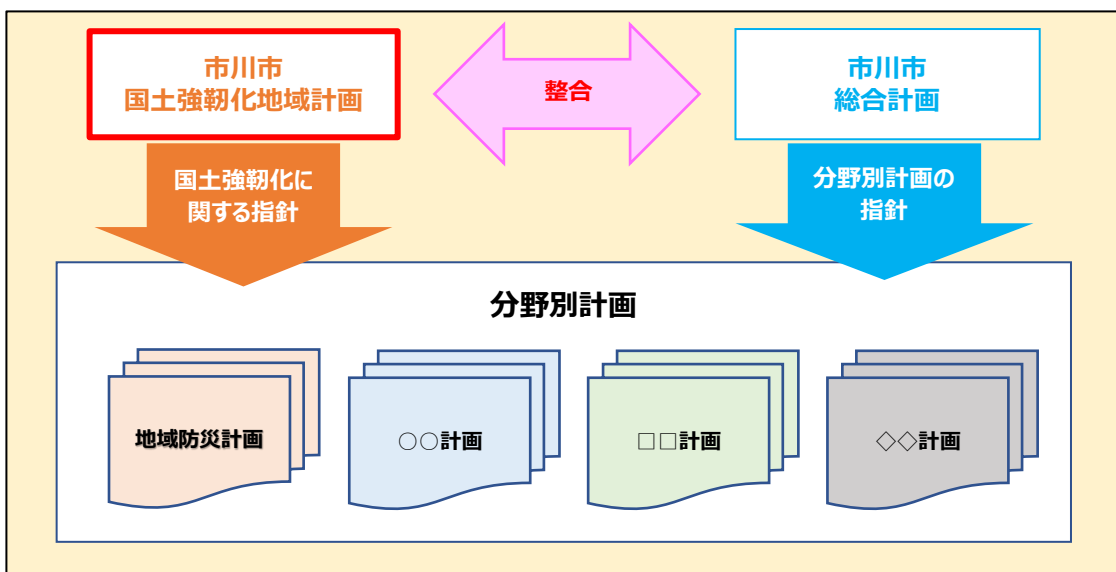 市川市
国土強靭化地域計画
整合
市川市
総合計画
国土強靭化に
関する指針
分野別計画の
指針
分野別計画
地域防災計画
○○計画
□□計画
◇◇計画